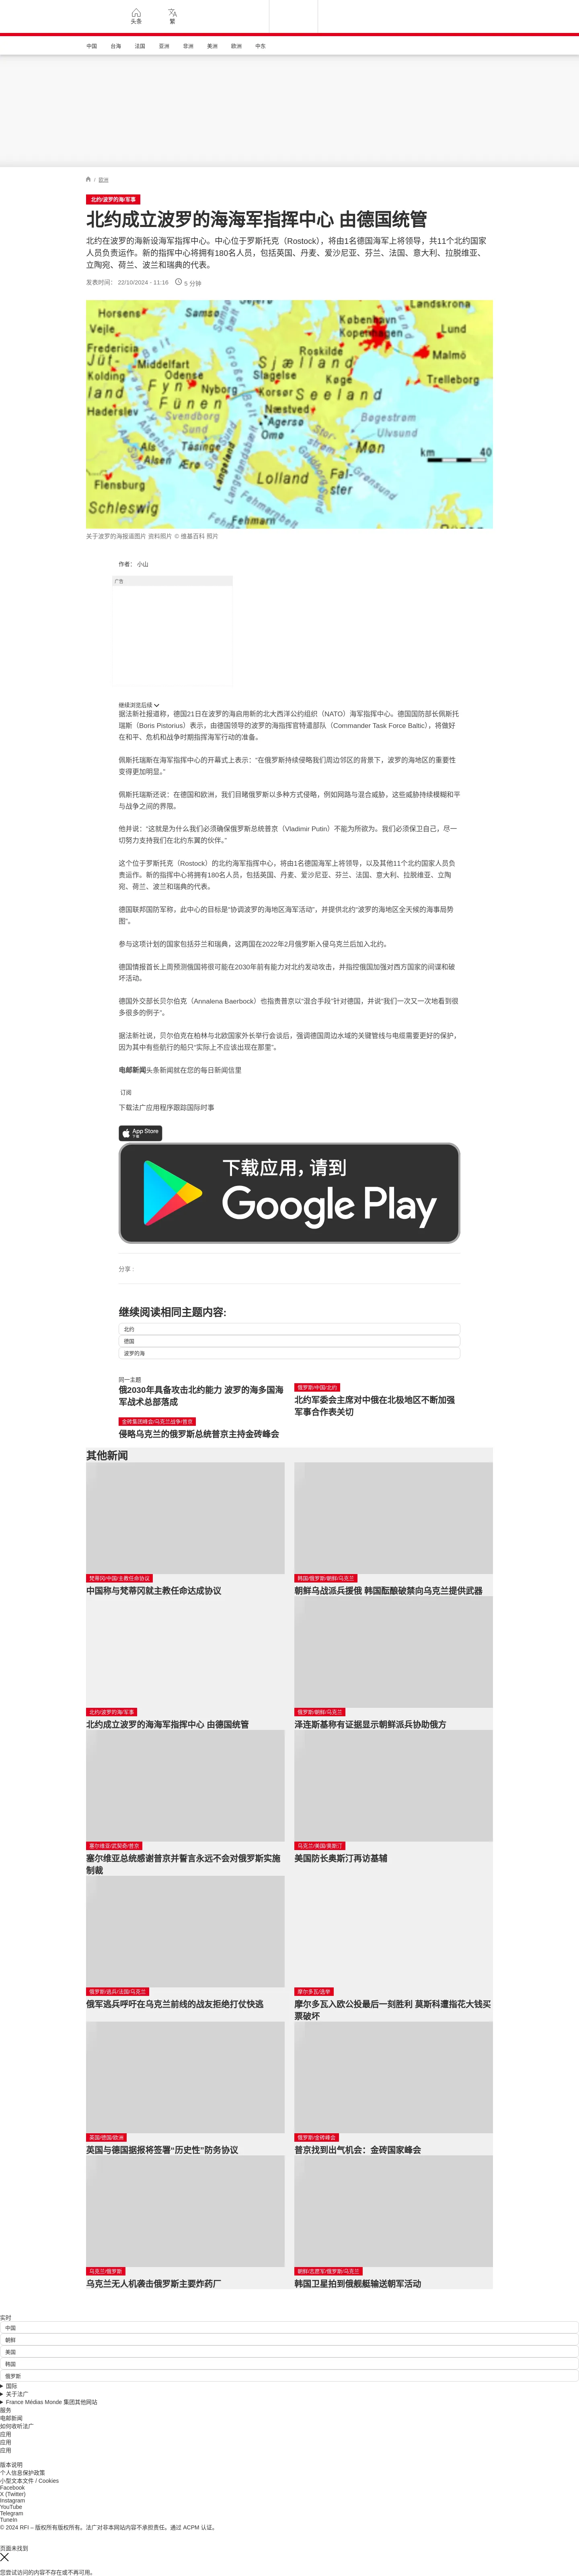 头条
繁
中国 台海 法国 亚洲 非洲 美洲 欧洲 中东
/ 欧洲
北约/波罗的海/军事
北约成立波罗的海海军指挥中心 由德国统管
北约在波罗的海新设海军指挥中心。中心位于罗斯托克（Rostock），将由1名德国海军上将领导，共11个北约国家
人员负责运作。新的指挥中心将拥有180名人员，包括英国、丹麦、爱沙尼亚、芬兰、法国、意大利、拉脱维亚、
立陶宛、荷兰、波兰和瑞典的代表。
发表时间： 22/10/2024 - 11:16 5 分钟
Horsens
Helsingborg
Landskrona
Vejle
København
Kobenhavn
Lund
Fredericia
Roskilde
Malmö
Middelfart
Sjælland
Kolding
Odense
Nyborg
Slagelse
Korsør
Køge
Trelleborg
Fünen
Næstved
Svendborg
Agersø
Stege
Bagestrom
Ulvsund
Als
Møn
km 40
Langeland
Lolland
Falster
Flensburg
Schleswig
Fehmarn
关于波罗的海报道图片 资料照片 © 维基百科 照片
作者： 小山
广告
继续浏览后续
据法新社报道称，德国21日在波罗的海启用新的北大西洋公约组织（NATO）海军指挥中心。德国国防部长佩斯托
瑞斯（Boris Pistorius）表示，由德国领导的波罗的海指挥官特遣部队（Commander Task Force Baltic），将做好
在和平、危机和战争时期指挥海军行动的准备。
佩斯托瑞斯在海军指挥中心的开幕式上表示：“在俄罗斯持续侵略我们周边邻区的背景下，波罗的海地区的重要性
变得更加明显。”
佩斯托瑞斯还说：在德国和欧洲，我们目睹俄罗斯以多种方式侵略，例如网路与混合威胁，这些威胁持续模糊和平
与战争之间的界限。
他并说：“这就是为什么我们必须确保俄罗斯总统普京（Vladimir Putin）不能为所欲为。我们必须保卫自己，尽一
切努力支持我们在北约东翼的伙伴。”
这个位于罗斯托克（Rostock）的北约海军指挥中心，将由1名德国海军上将领导，以及其他11个北约国家人员负
责运作。新的指挥中心将拥有180名人员，包括英国、丹麦、爱沙尼亚、芬兰、法国、意大利、拉脱维亚、立陶
宛、荷兰、波兰和瑞典的代表。
德国联邦国防军称，此中心的目标是“协调波罗的海地区海军活动”，并提供北约“波罗的海地区全天候的海事局势
图”。
参与这项计划的国家包括芬兰和瑞典，这两国在2022年2月俄罗斯入侵乌克兰后加入北约。
德国情报首长上周预测俄国将很可能在2030年前有能力对北约发动攻击，并指控俄国加强对西方国家的间谍和破
坏活动。
德国外交部长贝尔伯克（Annalena Baerbock）也指责普京以“混合手段”针对德国，并说“我们一次又一次地看到很
多很多的例子”。
据法新社说，贝尔伯克在柏林与北欧国家外长举行会谈后，强调德国周边水域的关键管线与电缆需要更好的保护，
因为其中有些航行的船只“实际上不应该出现在那里”。
电邮新闻头条新闻就在您的每日新闻信里
订阅
下载法广应用程序跟踪国际时事
App Store
下载
下载应用，请到
Google Play
分享 :
继续阅读相同主题内容:
北约
德国
波罗的海
同一主题
俄2030年具备攻击北约能力 波罗的海多国海
军战术总部落成
俄罗斯/中国/北约
北约军委会主席对中俄在北极地区不断加强
军事合作表关切
金砖集团峰会/乌克兰战争/普京
侵略乌克兰的俄罗斯总统普京主持金砖峰会
其他新闻
梵蒂冈/中国/主教任命协议
中国称与梵蒂冈就主教任命达成协议
韩国/俄罗斯/朝鲜/乌克兰
朝鲜乌战派兵援俄 韩国酝酿破禁向乌克兰提供武器
北约/波罗的海/军事
北约成立波罗的海海军指挥中心 由德国统管
俄罗斯/朝鲜/乌克兰
泽连斯基称有证据显示朝鲜派兵协助俄方
塞尔维亚/武契奇/普京
塞尔维亚总统感谢普京并誓言永远不会对俄罗斯实施
制裁
乌克兰/美国/奥斯汀
美国防长奥斯汀再访基辅
俄罗斯/逃兵/法国/乌克兰
俄军逃兵呼吁在乌克兰前线的战友拒绝打仗快逃
摩尔多瓦/选举
摩尔多瓦入欧公投最后一刻胜利 莫斯科遭指花大钱买
票破坏
英国/德国/欧洲
英国与德国据报将签署“历史性”防务协议
俄罗斯/金砖峰会
普京找到出气机会：金砖国家峰会
乌克兰/俄罗斯
乌克兰无人机袭击俄罗斯主要炸药厂
朝鲜/志愿军/俄罗斯/乌克兰
韩国卫星拍到俄舰艇输送朝军活动
实时
中国
朝鲜
美国
韩国
俄罗斯
国际
关于法广
France Médias Monde 集团其他网站
服务
电邮新闻
如何收听法广
应用
应用
应用
版本说明
个人信息保护政策
小型文本文件 / Cookies
Facebook
X (Twitter)
Instagram
YouTube
Telegram
TuneIn
© 2024 RFI – 版权所有版权所有。法广对非本网站内容不承担责任。通过 ACPM 认证。
页面未找到
您尝试访问的内容不存在或不再可用。